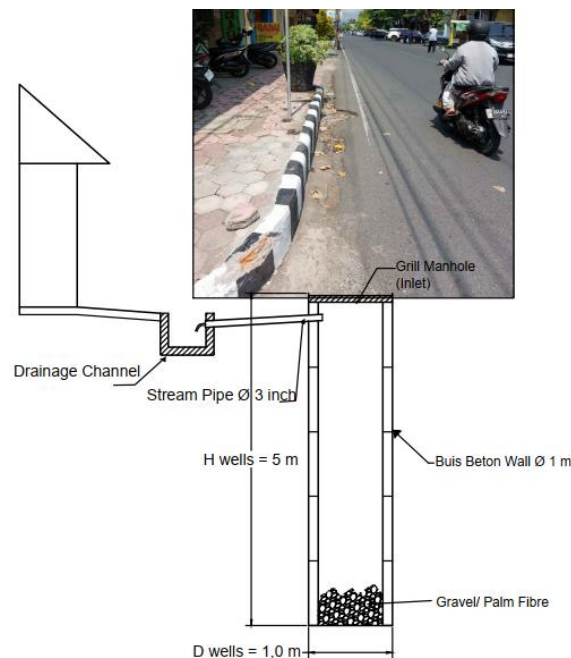 Grill Manhole
(Inlet)
Drainage Channel
Stream Pipe Ø 3 inch
H wells = 5 m
Buis Beton Wall Ø 1 m
Gravel/ Palm Fibre
D wells = 1,0 m